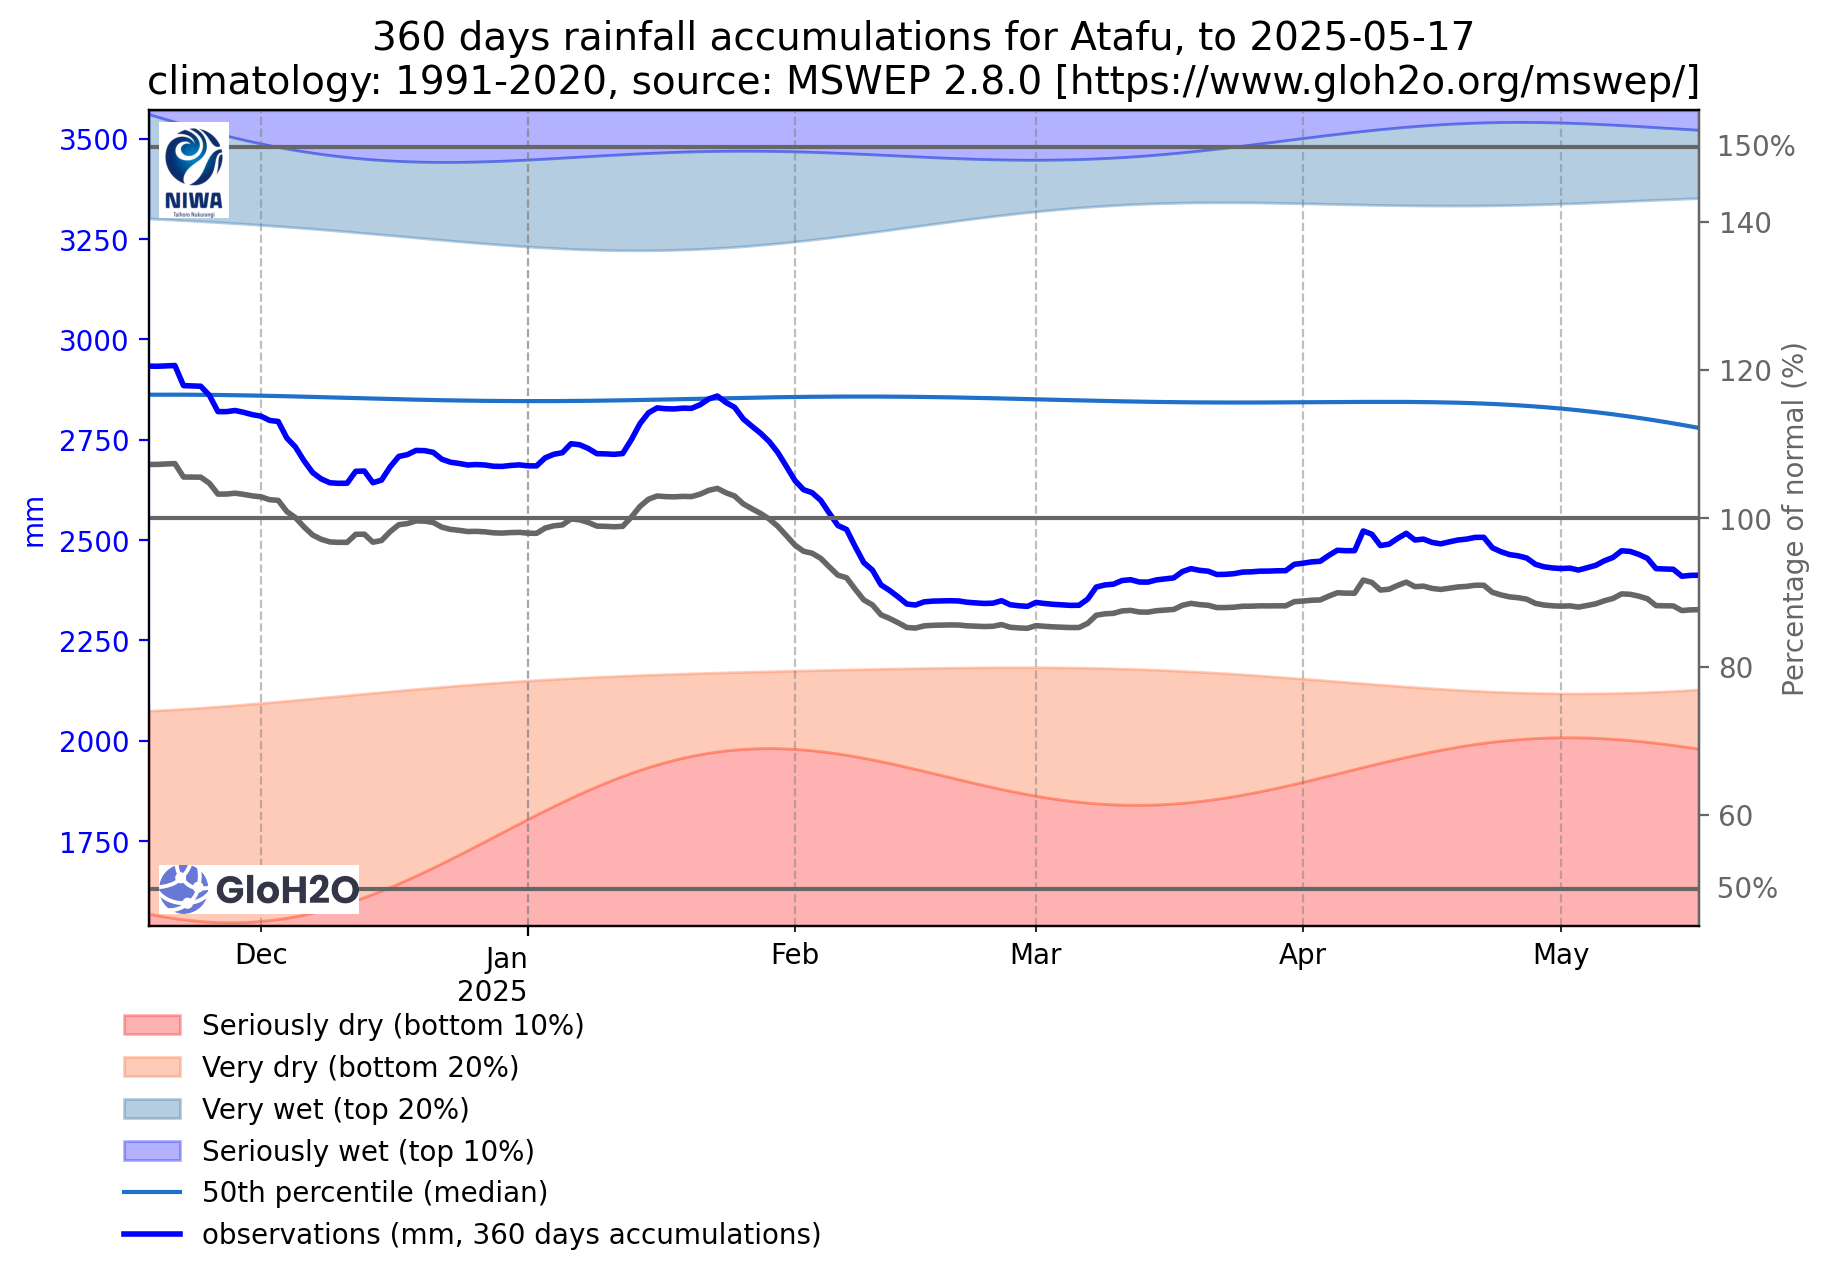 360 days rainfall accumulations for Atafu, to 2025-05-17
climatology: 1991-2020, source: MSWEP 2.8.0 [https://www.gloh2o.org/mswep/]
3500
3250
3000
2750
2500
2250
2000
1750
mm
NIWA
Taihoro Nukurangi
GloH2O
150%
140
120
100
80
60
50%
Percentage of normal (%)
Dec
Jan
2025
Feb
Mar
Apr
May
Seriously dry (bottom 10%)
Very dry (bottom 20%)
Very wet (top 20%)
Seriously wet (top 10%)
50th percentile (median)
observations (mm, 360 days accumulations)